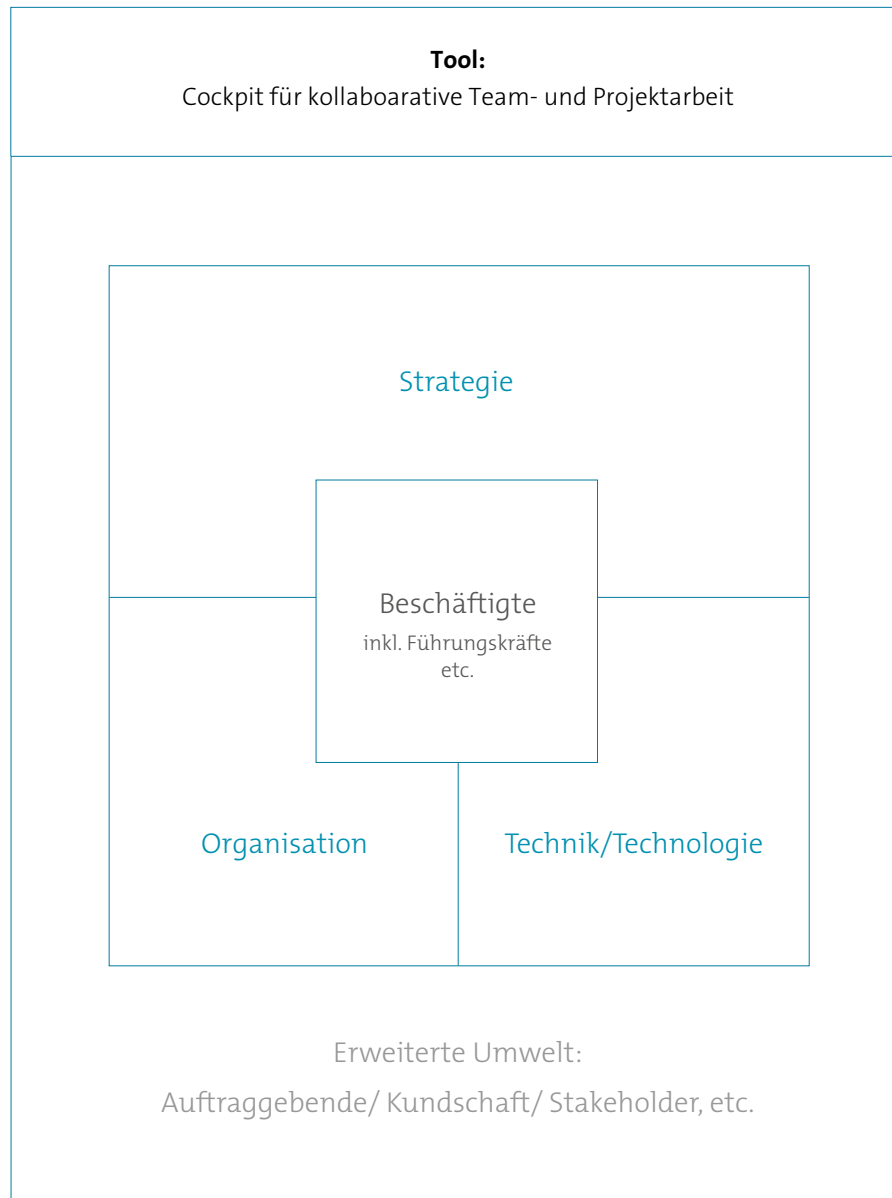 Tool:
Cockpit für kollaboarative Team- und Projektarbeit
Strategie
Beschäftigte
inkl. Führungskräfte
etc.
Organisation
Technik/Technologie
Erweiterte Umwelt:
Auftraggebende/ Kundschaft/ Stakeholder, etc.